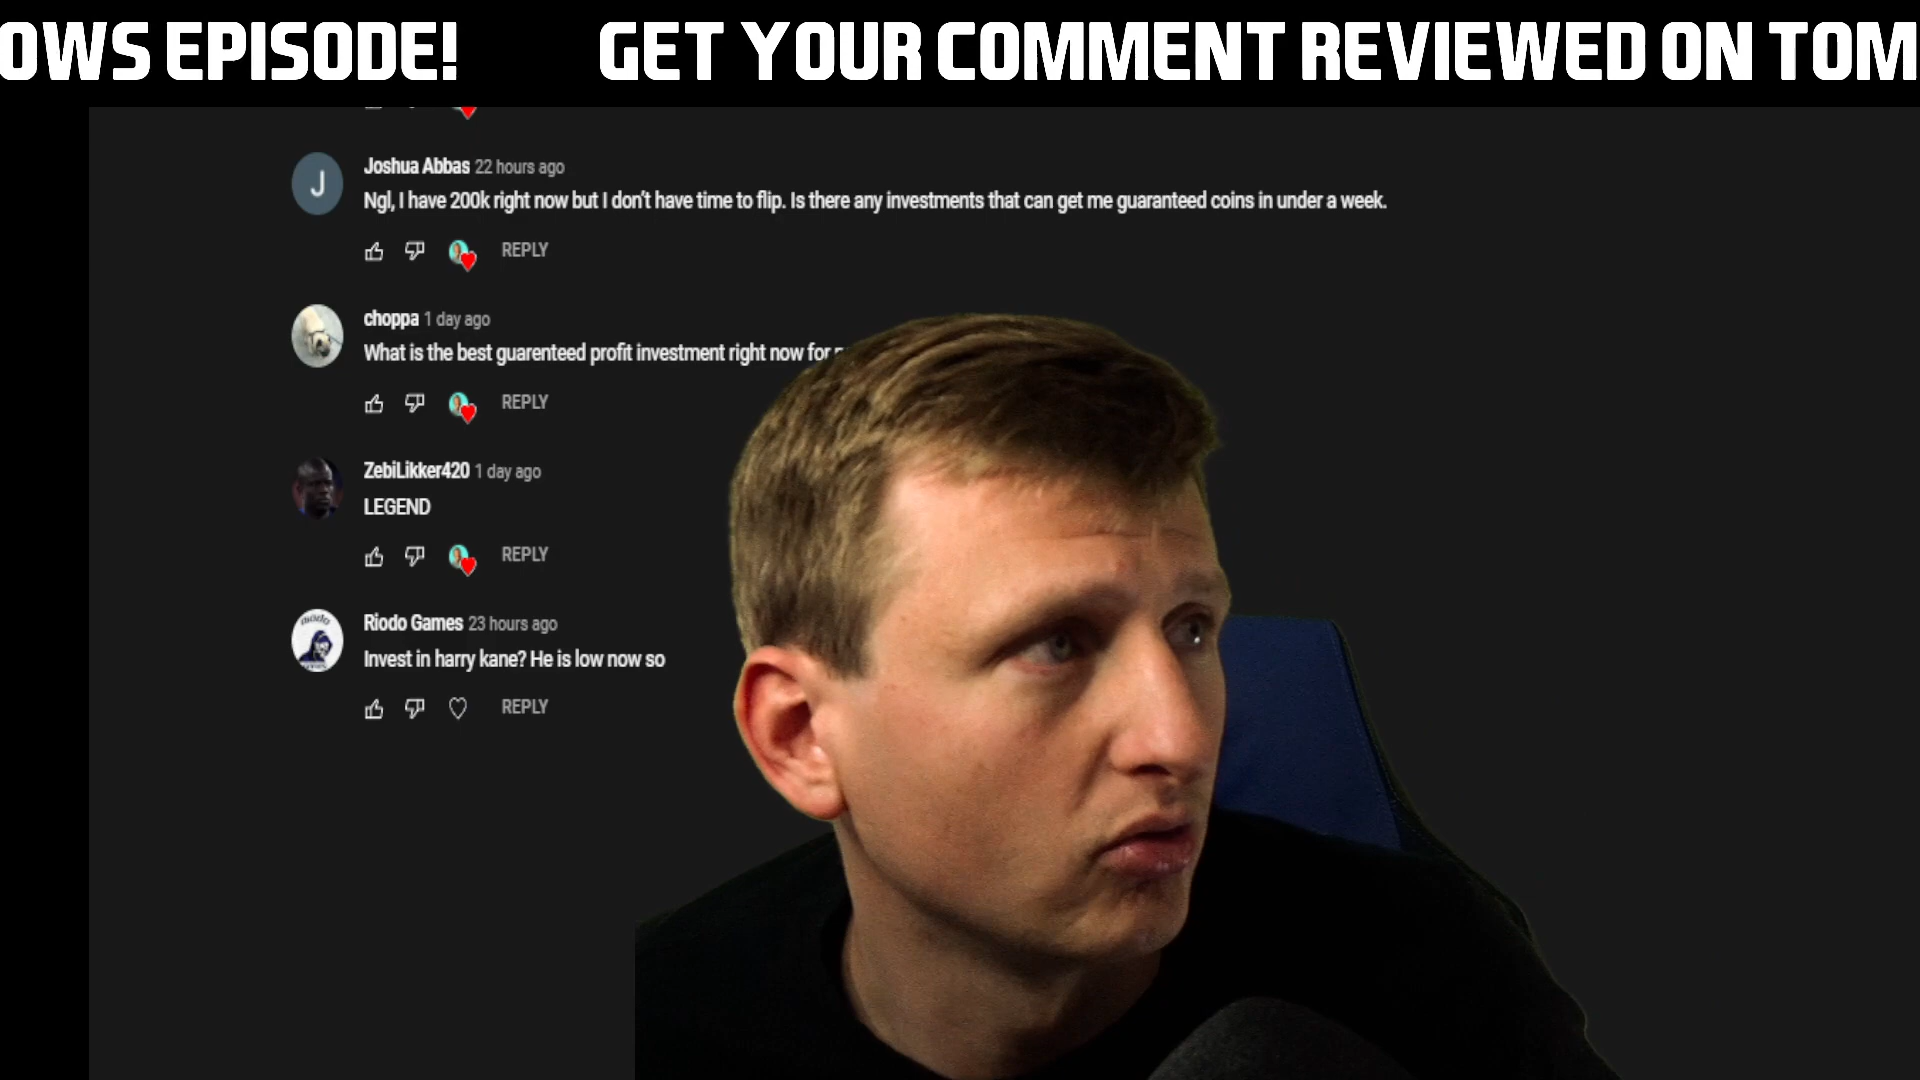 OWS EPISODE! GET YOUR COMMENT REVIEWED ON TOM
Joshua Abbas 22 hours ago
Ngl, I have 200k right now but I don't have time to flip. Is there any investments that can get me guaranteed coins in under a week.
REPLY
choppa 1 day ago
What is the best guarenteed profit investment right now for
REPLY
ZebiLikker420 1 day ago
LEGEND
REPLY
Riodo Games 23 hours ago
Invest in harry kane? He is low now so
REPLY